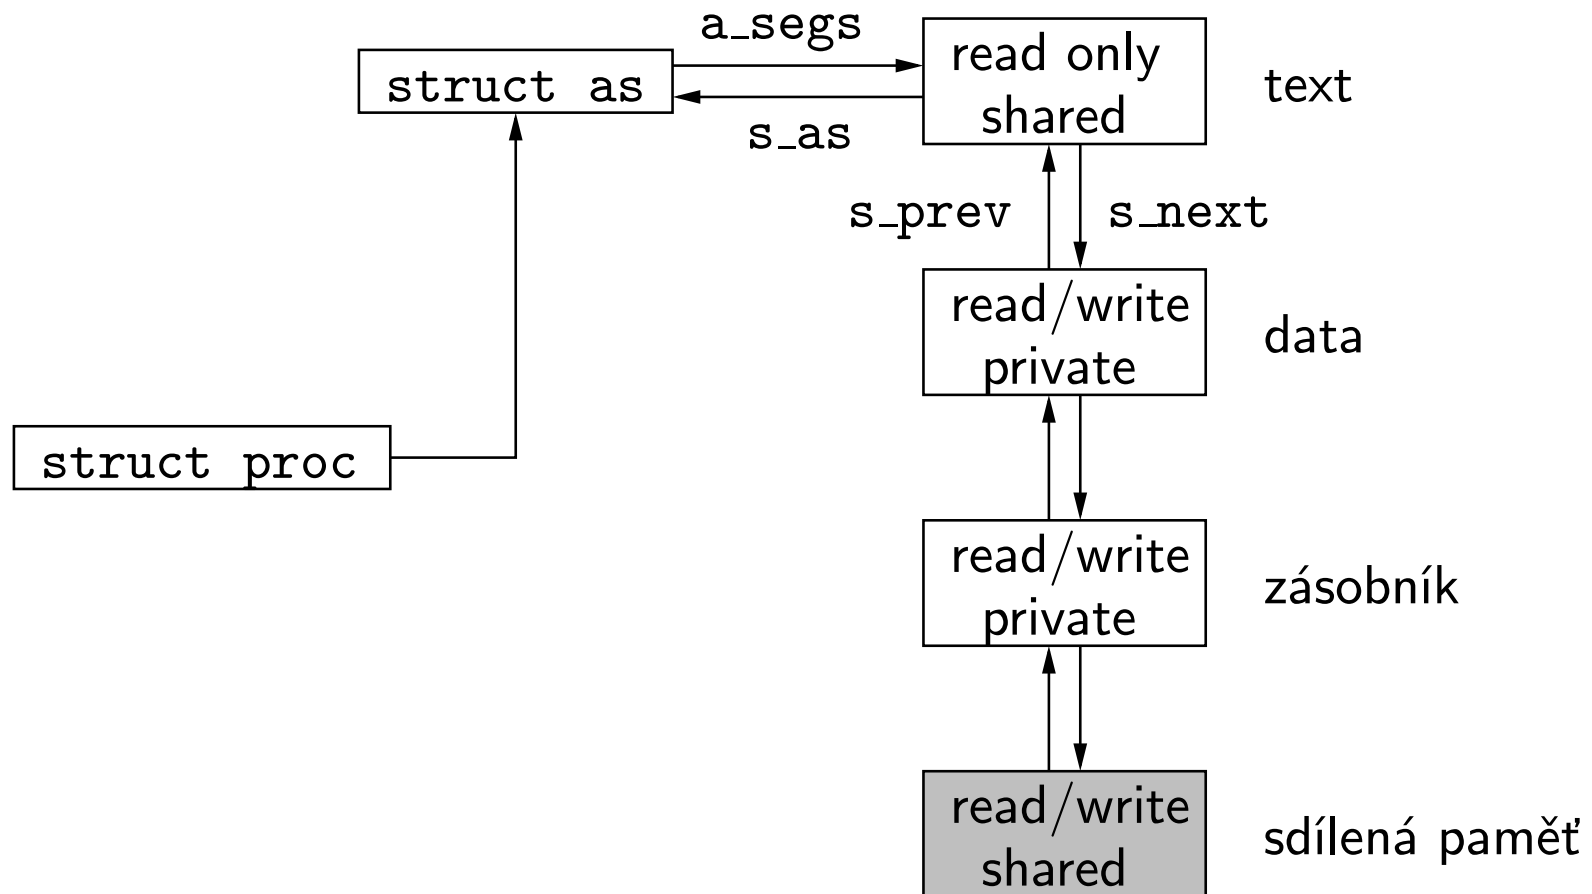 a_segs
struct as
read only
shared
text
s_as
s_prev
s_next
read/write
private
data
struct proc
read/write
private
zásobník
read/write
shared
sdílená paměť